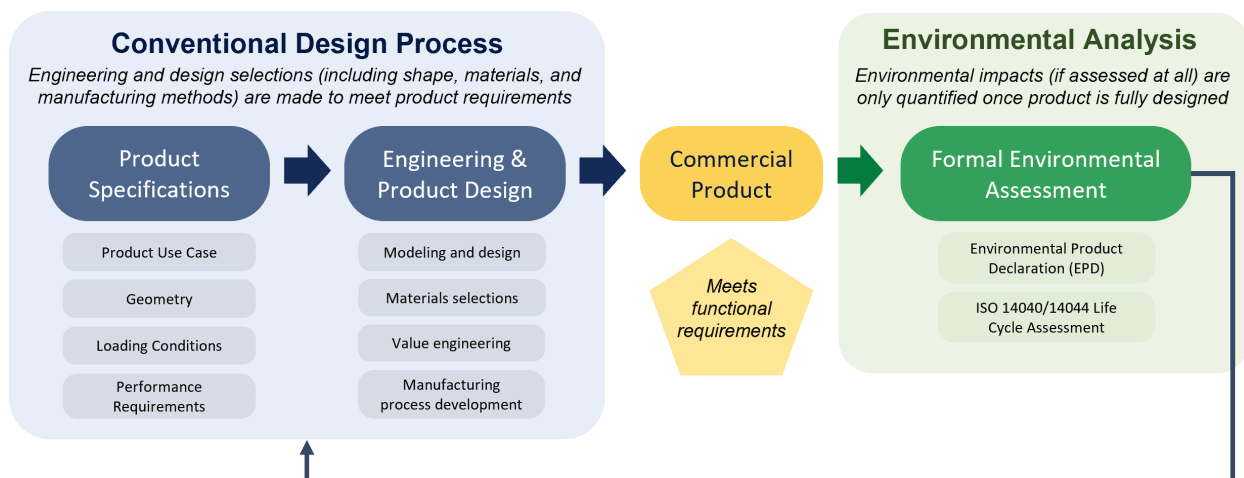 Conventional Design Process
Engineering and design selections (including shape, materials, and
manufacturing methods) are made to meet product requirements
Product
Specifications
Product Use Case
Geometry
Loading Conditions
Performance
Requirements
Engineering &
Product Design
Modeling and design
Materials selections
Value engineering
Manufacturing
process development
Commercial
Product
Meets
functional
requirements
Environmental Analysis
Environmental impacts (if assessed at all) are
only quantified once product is fully designed
Formal Environmental
Assessment
Environmental Product
Declaration (EPD)
ISO 14040/14044 Life
Cycle Assessment